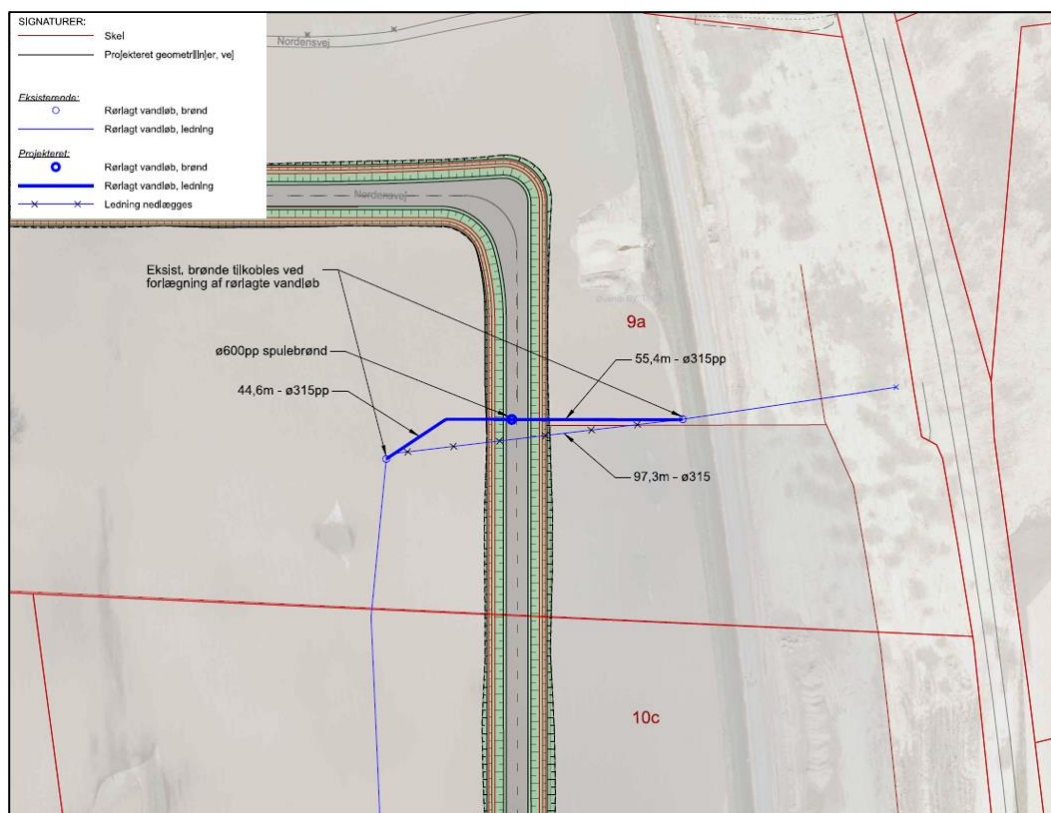 SIGNATURER:
Skel
Projekteret geometrilinjer, vej
Eksisterende:
Rørlagt vandløb, brønd
Rørlagt vandløb, ledning
Projekteret:
Rørlagt vandløb, brønd
Rørlagt vandløb, ledning
Ledning nedlægges
Nordensvej
Nordensvej
Eksist. brønde tilkobles ved
forlægning af rørlagte vandløb
9a
ø600pp spulebrønd
55,4m - ø315pp
44,6m - ø315pp
97,3m - ø315
10c